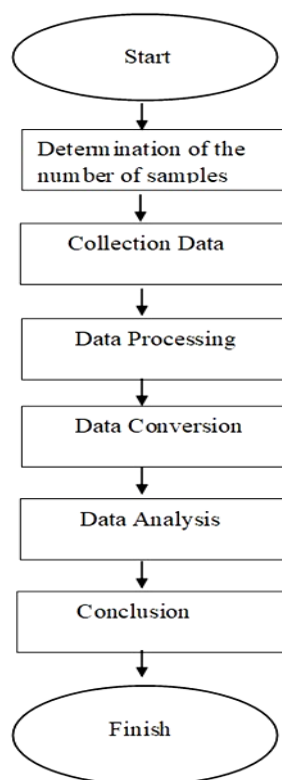 Start
Determination of the
number of samples
Collection Data
Data Processing
Data Conversion
Data Analysis
Conclusion
Finish